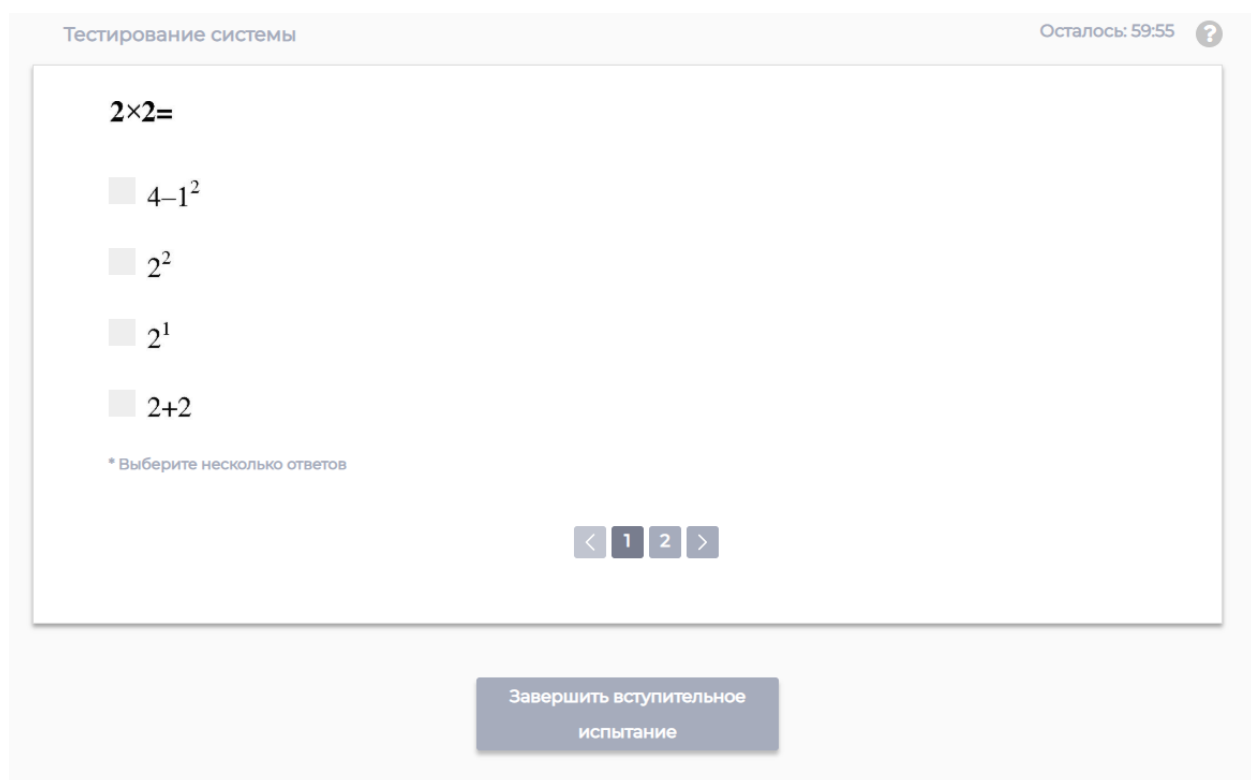 Тестирование системы
Осталось: 59:55
?
2×2=
4–1²
2²
2¹
2+2
* Выберите несколько ответов
< 1 2 >
Завершить вступительное
испытание